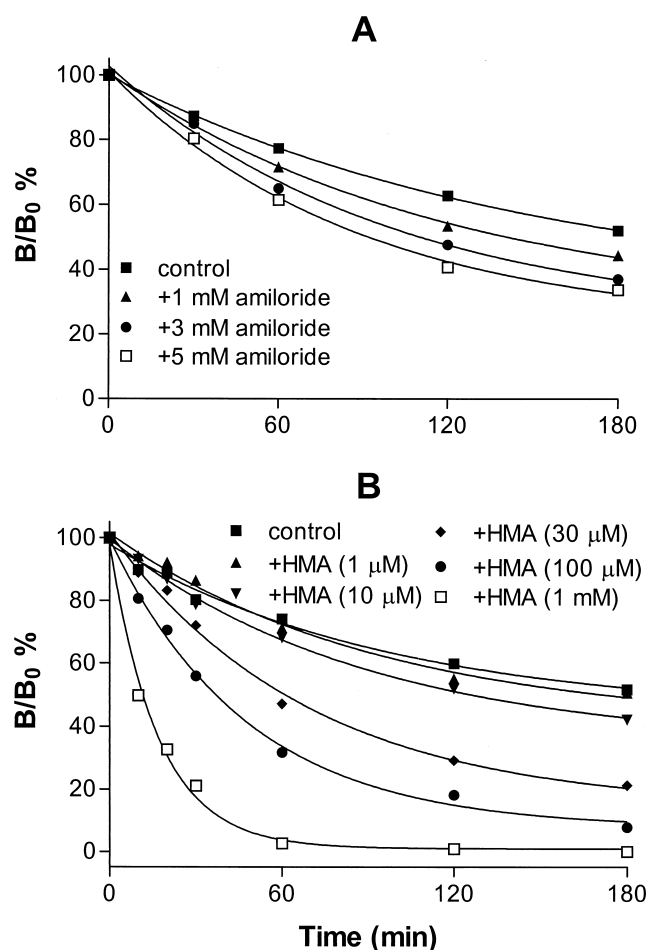 A
100
80
60
40
20
0
B/B0 %
control
+1 mM amiloride
+3 mM amiloride
+5 mM amiloride
0 60 120 180
B
100
80
60
40
20
0
B/B0 %
control
+HMA (1 μM)
+HMA (10 μM)
+HMA (30 μM)
+HMA (100 μM)
+HMA (1 mM)
0 60 120 180
Time (min)